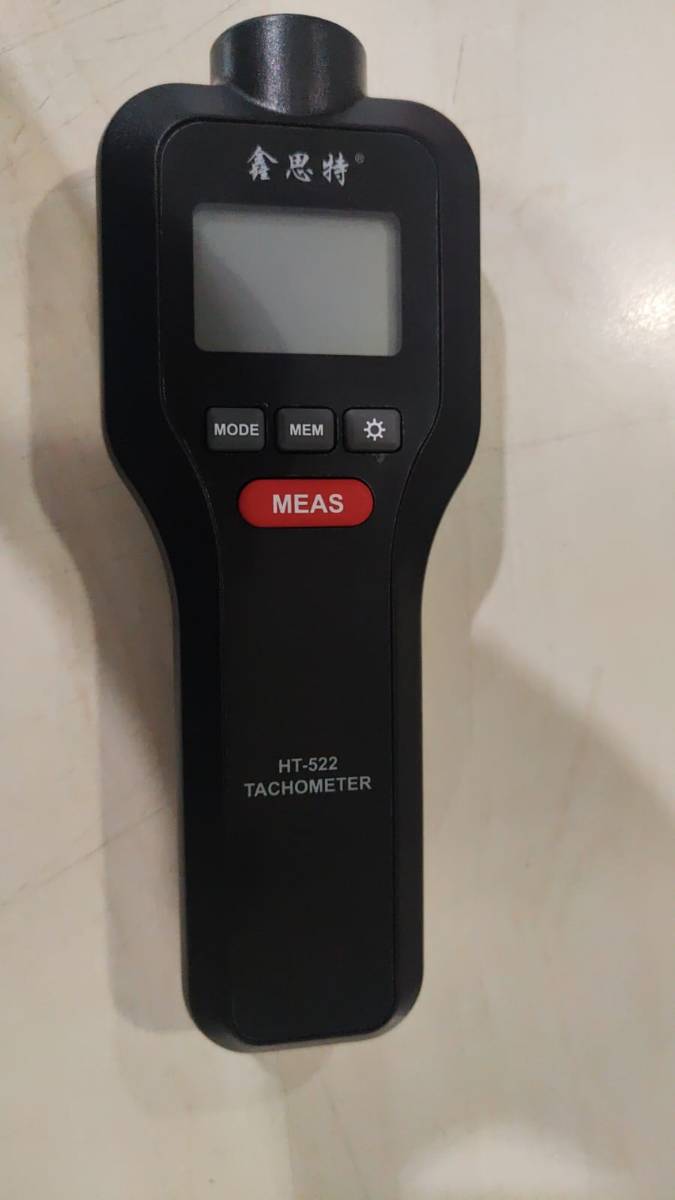 鑫思特®
MODE MEM
MEAS
HT-522
TACHOMETER